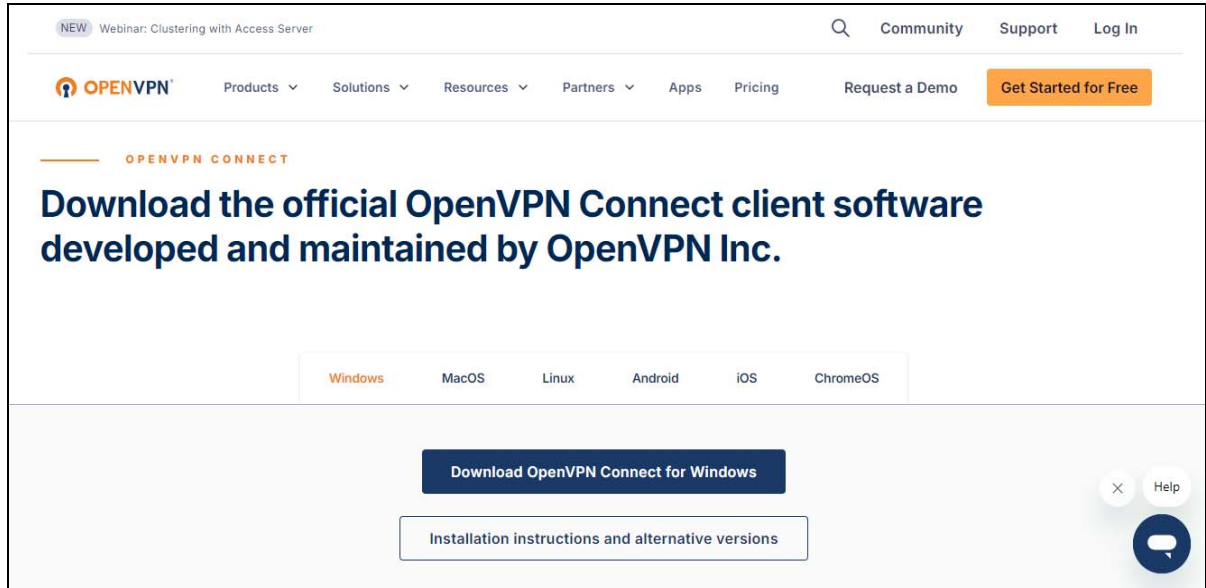 NEW Webinar: Clustering with Access Server
Community Support Log In
OPENVPN® Products Solutions Resources Partners Apps Pricing Request a Demo Get Started for Free
OPENVPN CONNECT
Download the official OpenVPN Connect client software
developed and maintained by OpenVPN Inc.
Windows MacOS Linux Android iOS ChromeOS
Download OpenVPN Connect for Windows
Help
Installation instructions and alternative versions